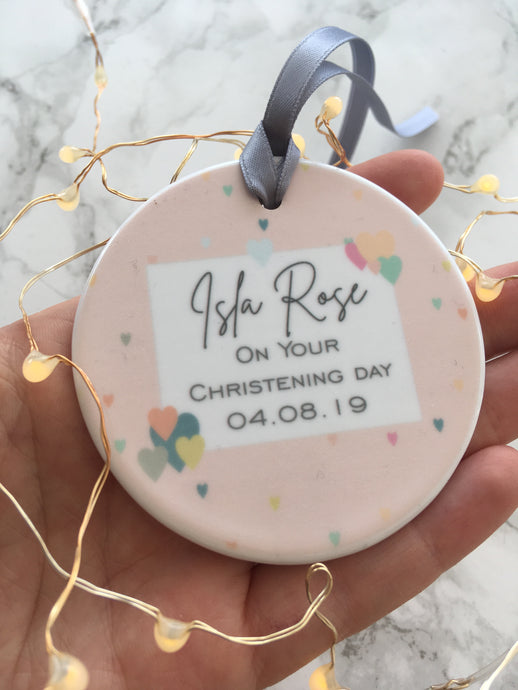 Isla Rose
On Your
Christening day
04.08.19